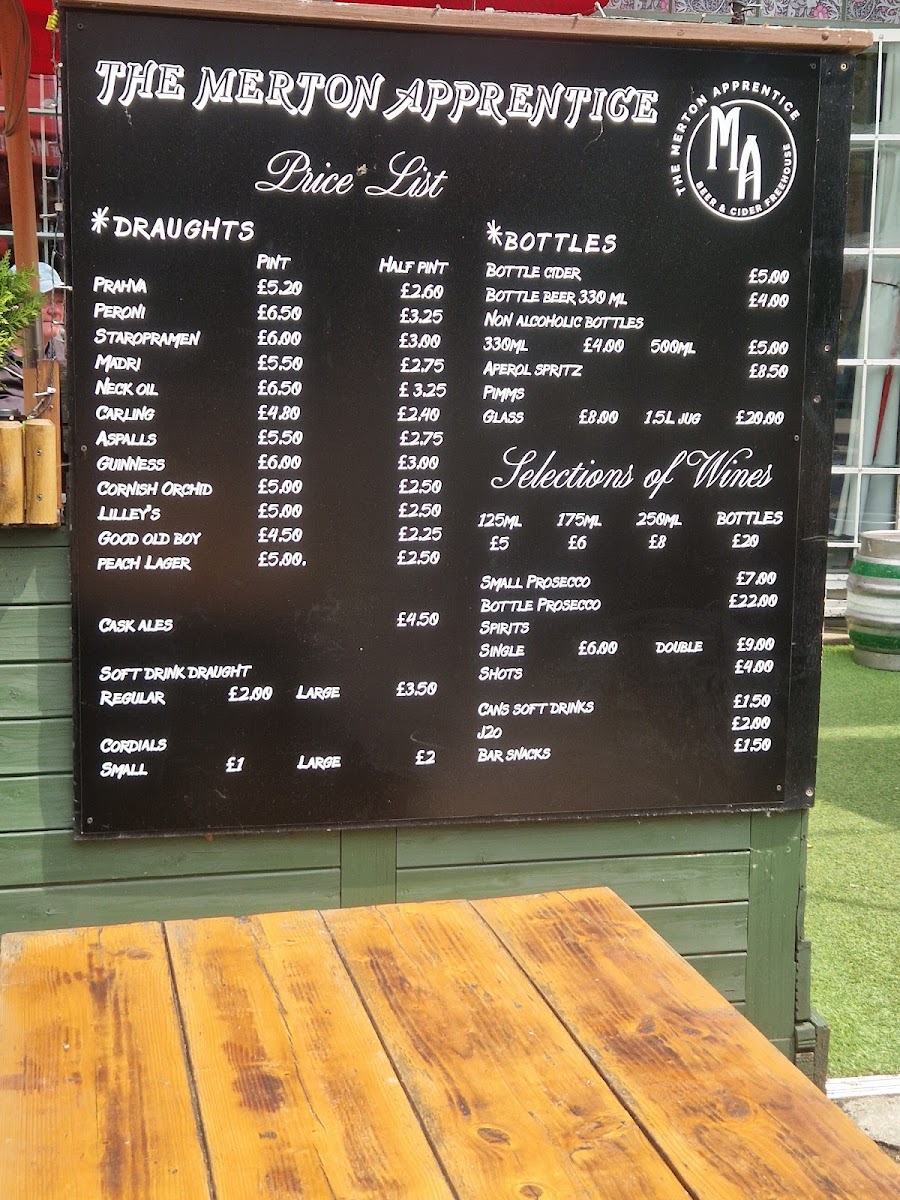 THE MERTON APPRENTICE
THE MERTON APPRENTICE
MA
BEER & CIDER FREEHOUSE
Price List
*DRAUGHTS
PINT HALF PINT
PRAHVA £5.20 £2.60
PERONI £6.50 £3.25
STAROPRAMEN £6.00 £3.00
MADRI £5.50 £2.75
NECK OIL £6.50 £ 3.25
CARLING £4.80 £2.40
ASPALLS £5.50 £2.75
GUINNESS £6.00 £3.00
CORNISH ORCHID £5.00 £2.50
LILLEY'S £5.00 £2.50
GOOD OLD BOY £4.50 £2.25
PEACH LAGER £5.00. £2.50
CASK ALES £4.50
SOFT DRINK DRAUGHT
REGULAR £2.00 LARGE £3.50
CORDIALS
SMALL £1 LARGE £2
*BOTTLES
BOTTLE CIDER £5.00
BOTTLE BEER 330 ML £4.00
NON ALCOHOLIC BOTTLES
330ML £4.00 500ML £5.00
APEROL SPRITZ £8.50
PIMMS
GLASS £8.00 1.5L JUG £20.00
Selections of Wines
125ML 175ML 250ML BOTTLES
£5 £6 £8 £20
SMALL PROSECCO £7.00
BOTTLE PROSECCO £22.00
SPIRITS
SINGLE £6.00 DOUBLE £9.00
SHOTS £4.00
CANS SOFT DRINKS £1.50
J2O £2.00
BAR SNACKS £1.50